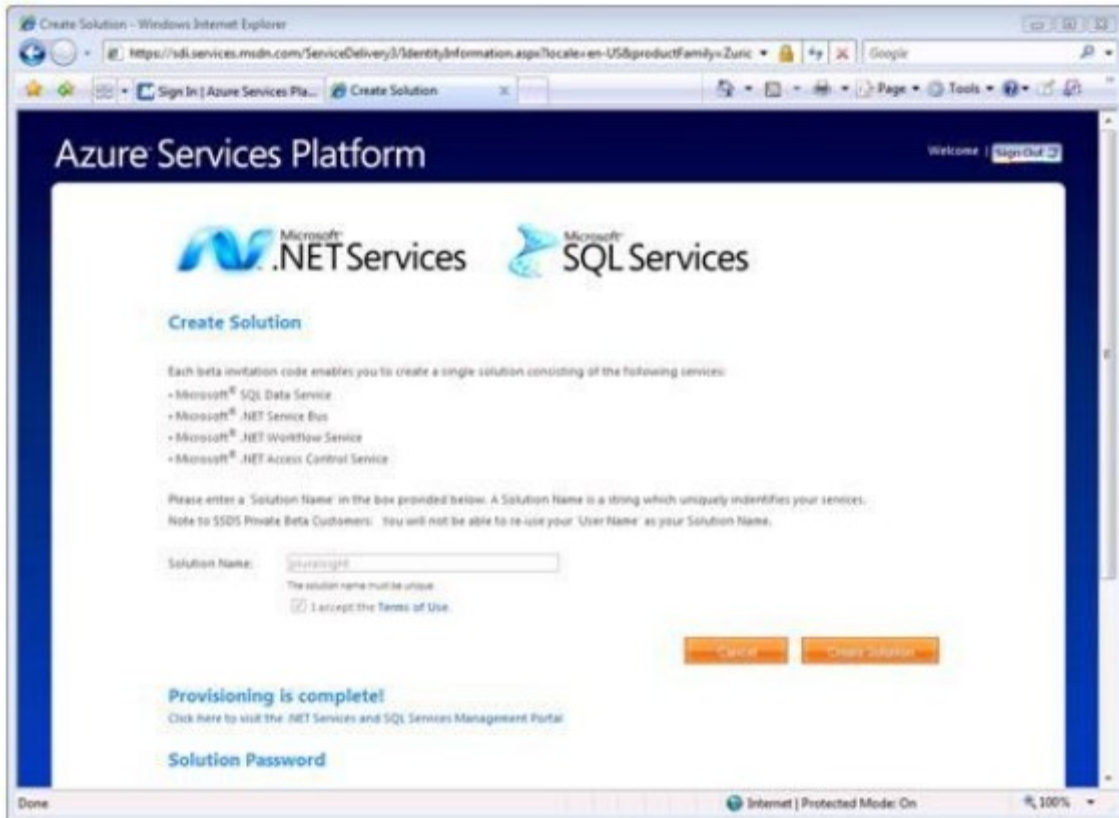 Create Solution - Windows Internet Explorer
https://sdi.services.msdn.com/ServiceDelivery3/IdentityInformation.aspx?locale=en-US&productFamily=Zuric
Google
Sign In | Azure Services Pla...
Create Solution
Page
Tools
Azure Services Platform
Welcome |
Sign Out
Microsoft
.NET Services
Microsoft
SQL Services
Create Solution
Each beta invitation code enables you to create a single solution consisting of the following services:
• Microsoft® SQL Data Service
• Microsoft® .NET Service Bus
• Microsoft® .NET Workflow Service
• Microsoft® .NET Access Control Service
Please enter a 'Solution Name' in the box provided below. A Solution Name is a string which uniquely indentifies your services.
Note to SSDS Private Beta Customers: You will not be able to re-use your 'User Name' as your Solution Name.
Solution Name:
pluralsight
The solution name must be unique
I accept the Terms of Use.
Cancel
Create Solution
Provisioning is complete!
Click here to visit the .NET Services and SQL Services Management Portal
Solution Password
Done
Internet | Protected Mode: On
100%